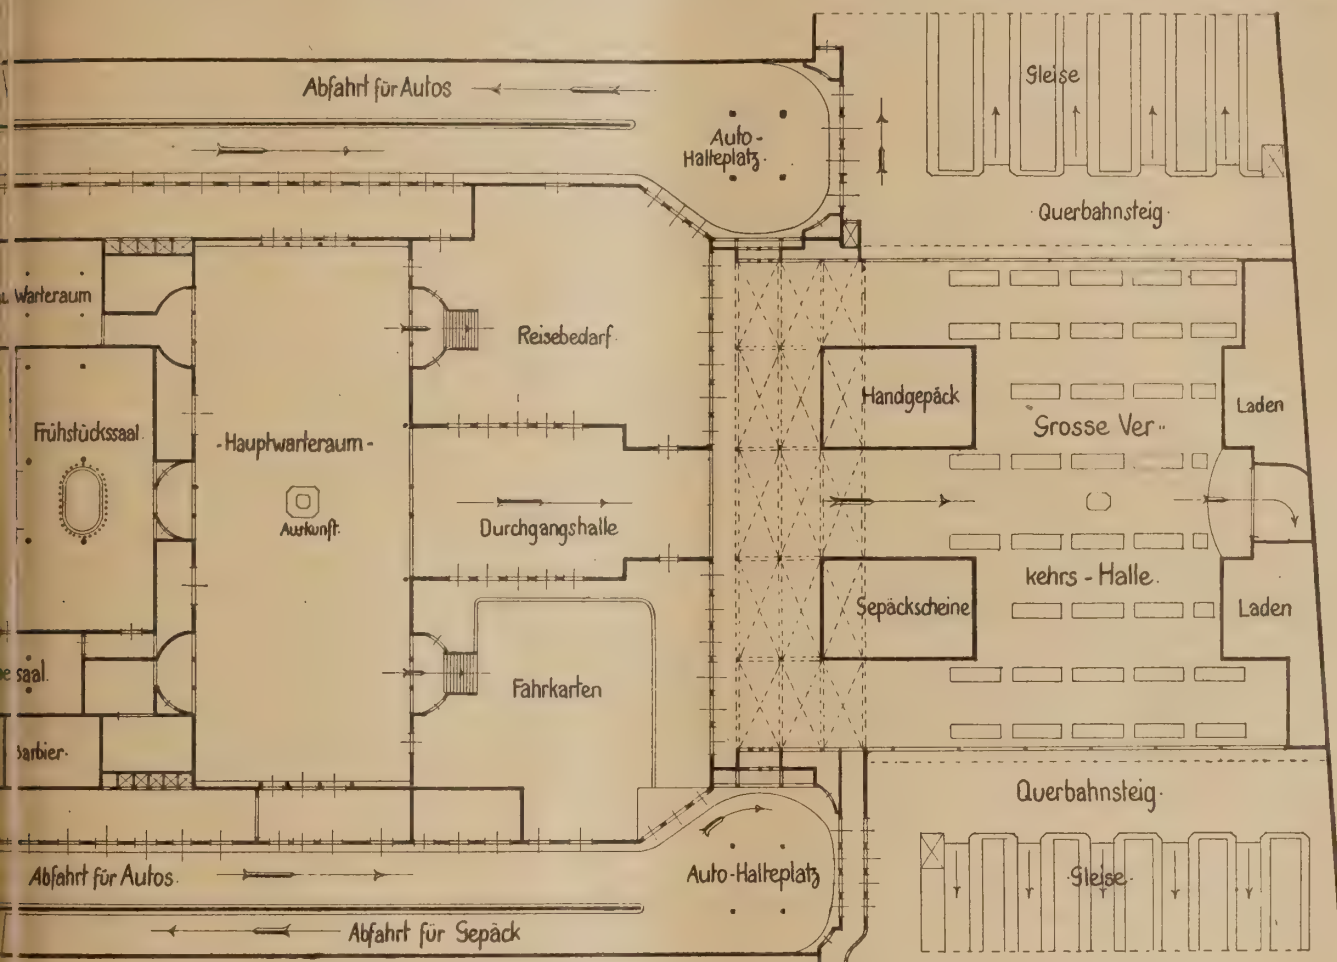 Abfahrt für Autos
Auto-
Halteplatz.
Gleise
Querbahnsteig.
Warteraum
Reisebedarf.
Handgepäck
Laden
Frühstückssaal.
-Hauptwarteraum-
Grosse Ver-
Auskunft.
Durchgangshalle
kehrs-Halle.
Gepäckscheine
Laden
Fahrkarten
saal.
Barbier.
Querbahnsteig.
Abfahrt für Autos.
Auto-Halteplatz
Gleise.
Abfahrt für Gepäck